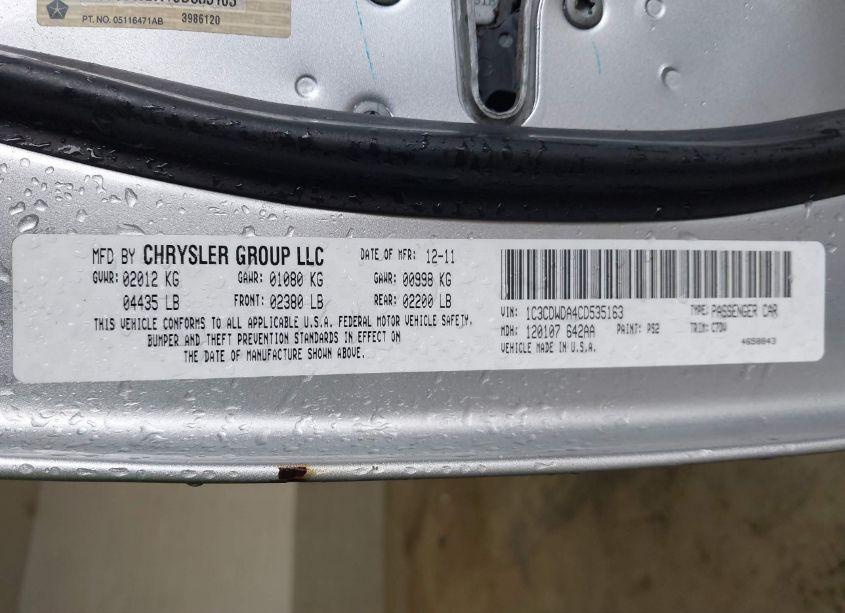 PT. NO. 05116471AB 3986120
MFD BY CHRYSLER GROUP LLC DATE OF MFR: 12-11
GVWR: 02012 KG GAWR: 01080 KG GAWR: 00998 KG
04435 LB FRONT: 02380 LB REAR: 02200 LB
THIS VEHICLE CONFORMS TO ALL APPLICABLE U.S.A. FEDERAL MOTOR VEHICLE SAFETY,
BUMPER AND THEFT PREVENTION STANDARDS IN EFFECT ON
THE DATE OF MANUFACTURE SHOWN ABOVE.
VIN: 1C3CDWDA4CD535163 TYPE: PASSENGER CAR
MDH: 120107 642AA PAINT: PS2 TRIM: C7DV
VEHICLE MADE IN U.S.A. 4658843